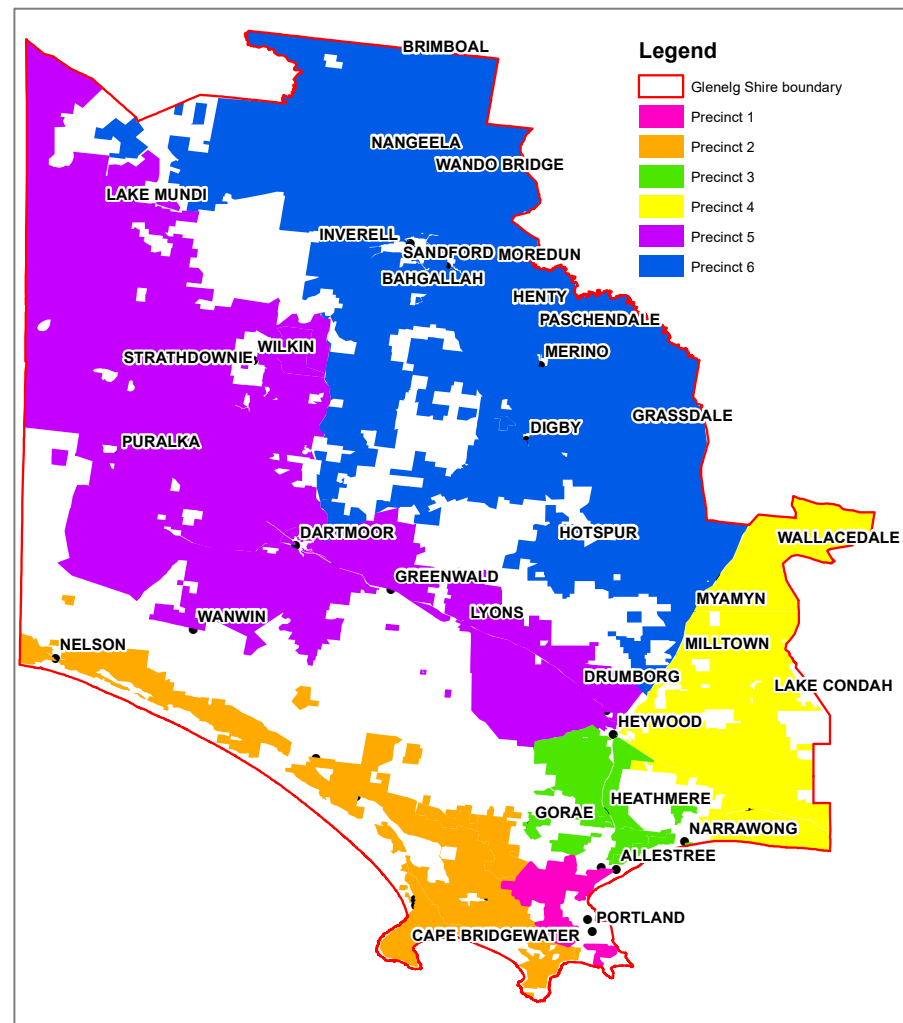 BRIMBOAL
Legend
Glenelg Shire boundary
Precinct 1
Precinct 2
Precinct 3
Precinct 4
Precinct 5
Precinct 6
NANGEELA
WANDO BRIDGE
LAKE MUNDI
INVERELL
SANDFORD
MOREDUN
BAHGALLAH
HENTY
PASCHENDALE
WILKIN
STRATHDOWNIE
MERINO
GRASSDALE
DIGBY
PURALKA
DARTMOOR
HOTSPUR
WALLACEDALE
GREENWALD
MYAMYN
LYONS
WANWIN
MILLTOWN
NELSON
DRUMBORG
LAKE CONDAH
HEYWOOD
HEATHMERE
GORAE
NARRAWONG
ALLESTREE
PORTLAND
CAPE BRIDGEWATER